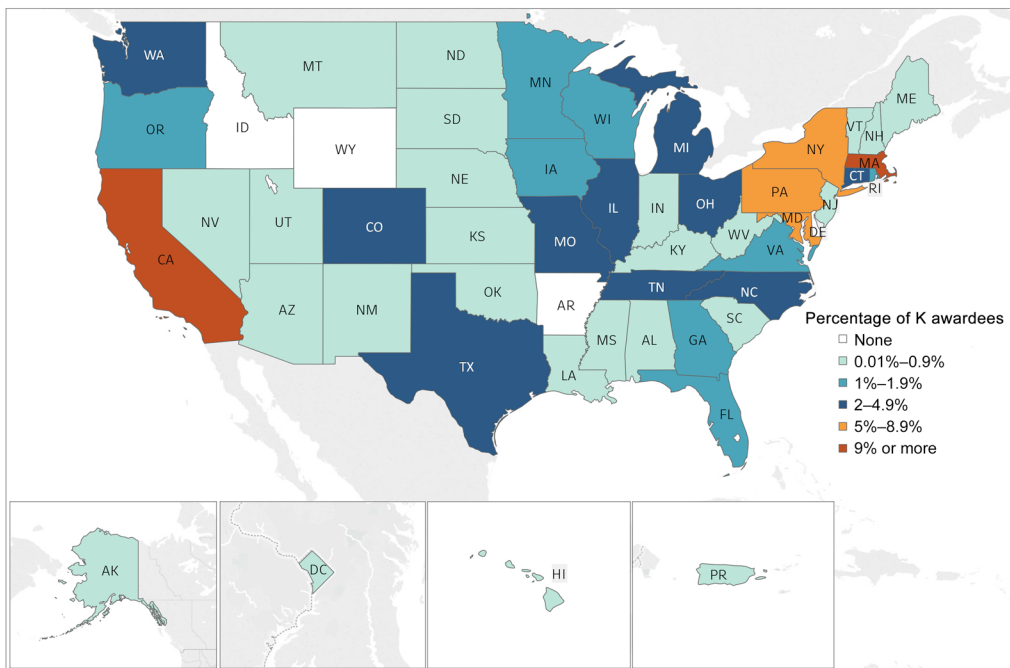 WA
MT
ND
MN
ME
OR
ID
SD
WI
VT
NH
WY
MI
NY
MA
CT
RI
IA
NE
PA
NJ
NV
UT
CO
IL
IN
OH
MD
DE
CA
KS
MO
WV
VA
KY
AZ
NM
OK
AR
TN
NC
SC
TX
MS
AL
GA
LA
FL
Percentage of K awardees
None
0.01%–0.9%
1%–1.9%
2–4.9%
5%–8.9%
9% or more
AK
DC
HI
PR